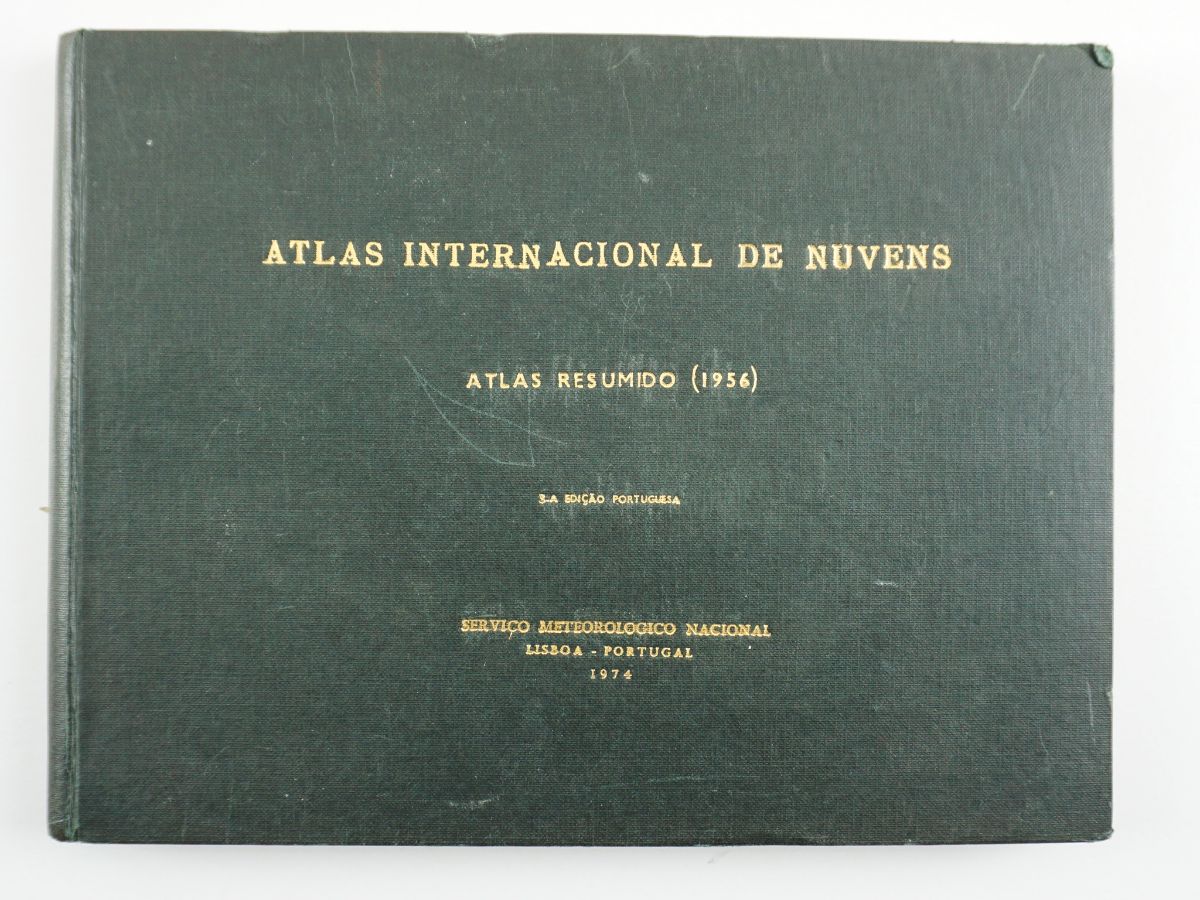 ATLAS INTERNACIONAL DE NUVENS
ATLAS RESUMIDO (1956)
3.A EDIÇÃO PORTUGUESA
SERVIÇO METEOROLOGICO NACIONAL
LISBOA - PORTUGAL
1974